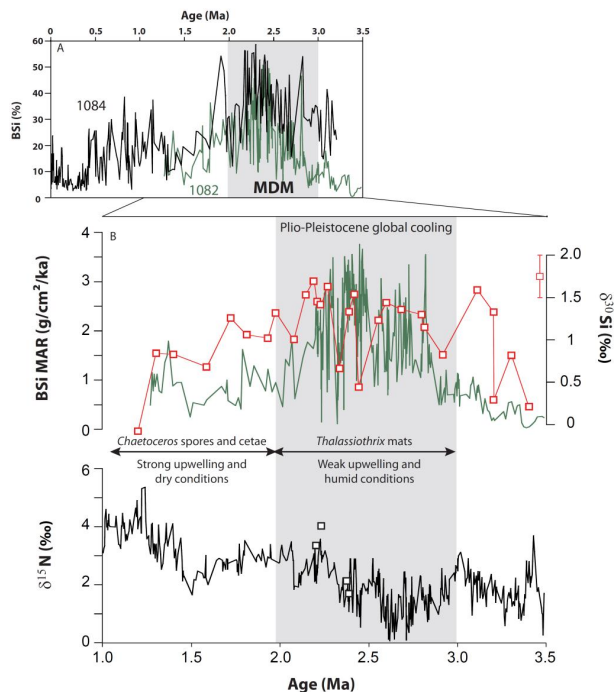 Age (Ma)
0 0.5 1.0 1.5 2.0 2.5 3.0 3.5
A
60
50
40
30
20
10
0
BSi (%)
1084
1082
MDM
B
Plio-Pleistocene global cooling
4
3
2
1
0
BSi MAR (g/cm²/ka)
2.0
1.5
1
0.5
0
δ³⁰Si (‰)
Chaetoceros spores and cetae
Thalassiothrix mats
Strong upwelling and
dry conditions
Weak upwelling and
humid conditions
6
4
2
0
δ¹⁵N (‰)
1.0 1.5 2.0 2.5 3.0 3.5
Age (Ma)